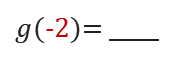 g(-2)= ____